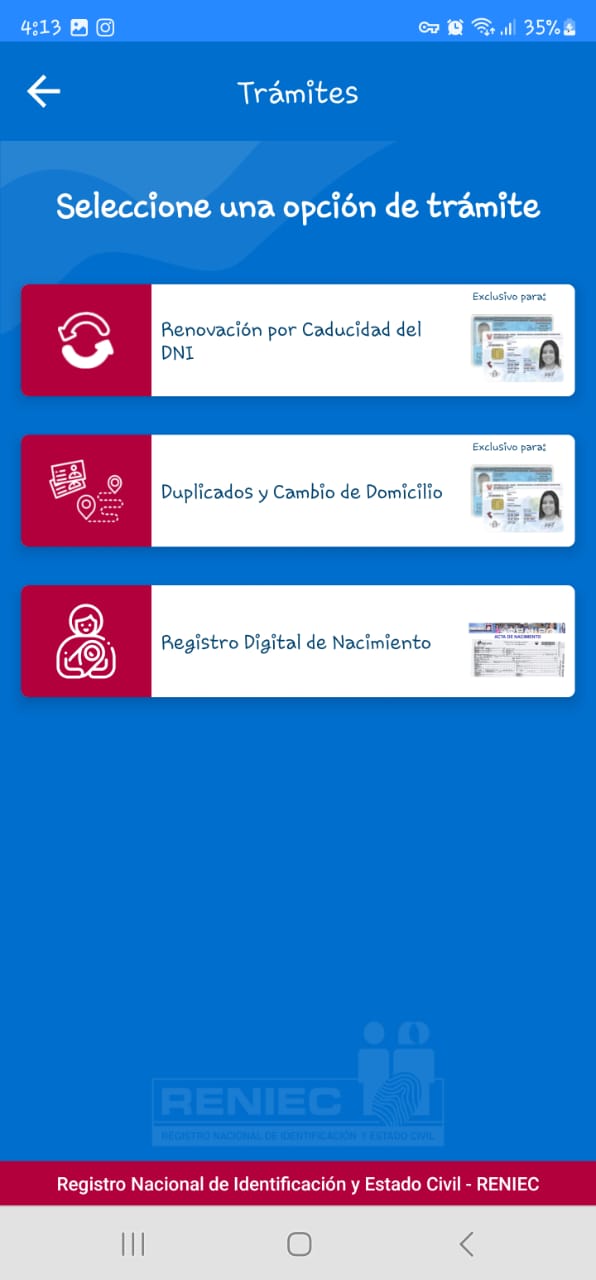 4:13
35%
Trámites
Seleccione una opción de trámite
Exclusivo para:
Renovación por Caducidad del
DNI
Exclusivo para:
Duplicados y Cambio de Domicilio
Registro Digital de Nacimiento
ACTA DE NACIMIENTO
RENIEC
REGISTRO NACIONAL DE IDENTIFICACIÓN Y ESTADO CIVIL
Registro Nacional de Identificación y Estado Civil - RENIEC